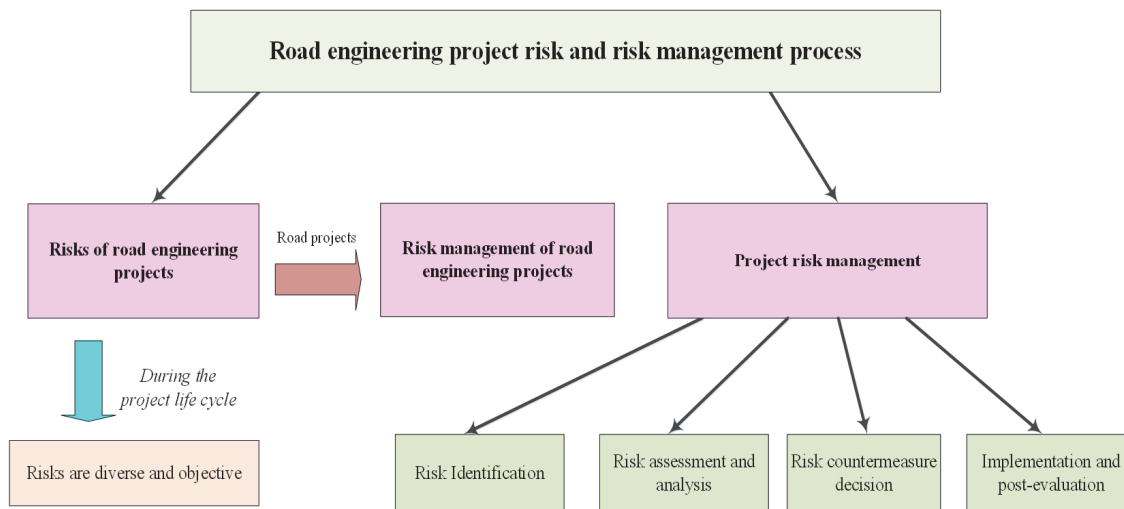 Road engineering project risk and risk management process
Risks of road engineering
projects
Road projects
Risk management of road
engineering projects
Project risk management
During the
project life cycle
Risks are diverse and objective
Risk Identification
Risk assessment and
analysis
Risk countermeasure
decision
Implementation and
post-evaluation